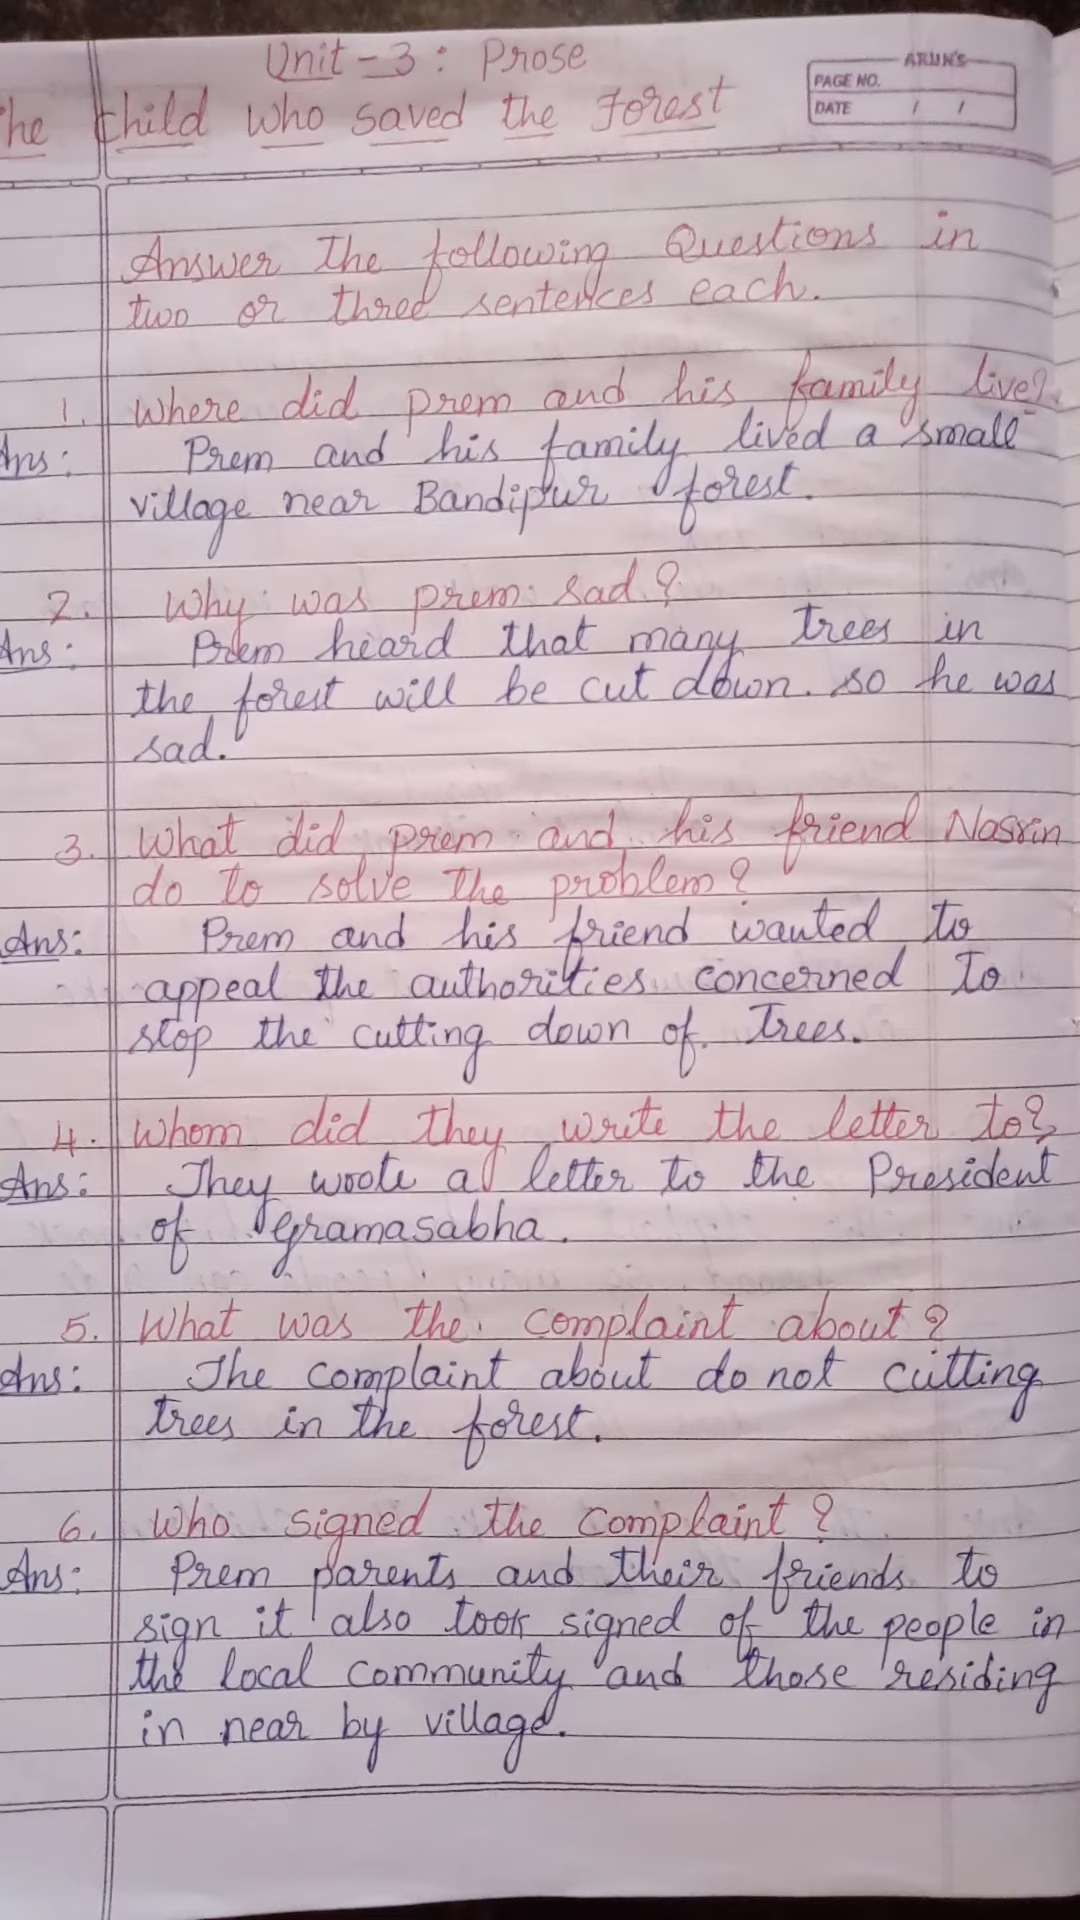 Unit-3: Prose
ARUN'S
PAGE NO.
DATE / /
he child who saved the Forest
Answer The following Questions in
two or three sentences each.
1. Where did prem and his family live?
Ans: Prem and his family lived a small
village near Bandipur forest.
2. Why was prem sad?
Ans: Prem heard that many trees in
the forest will be cut down. so he was
sad.
3. What did prem and his friend Nasrin
do to solve the problem?
Ans: Prem and his friend wanted to
appeal the authorities concerned to
stop the cutting down of Trees.
4. Whom did they write the letter to?
Ans: They wrote a letter to the President
of gramasabha.
5. What was the complaint about?
Ans: The complaint about do not cutting
trees in the forest.
6. Who signed the complaint?
Ans: Prem parents and their friends to
sign it also took signed of the people in
the local community and those residing
in near by village.